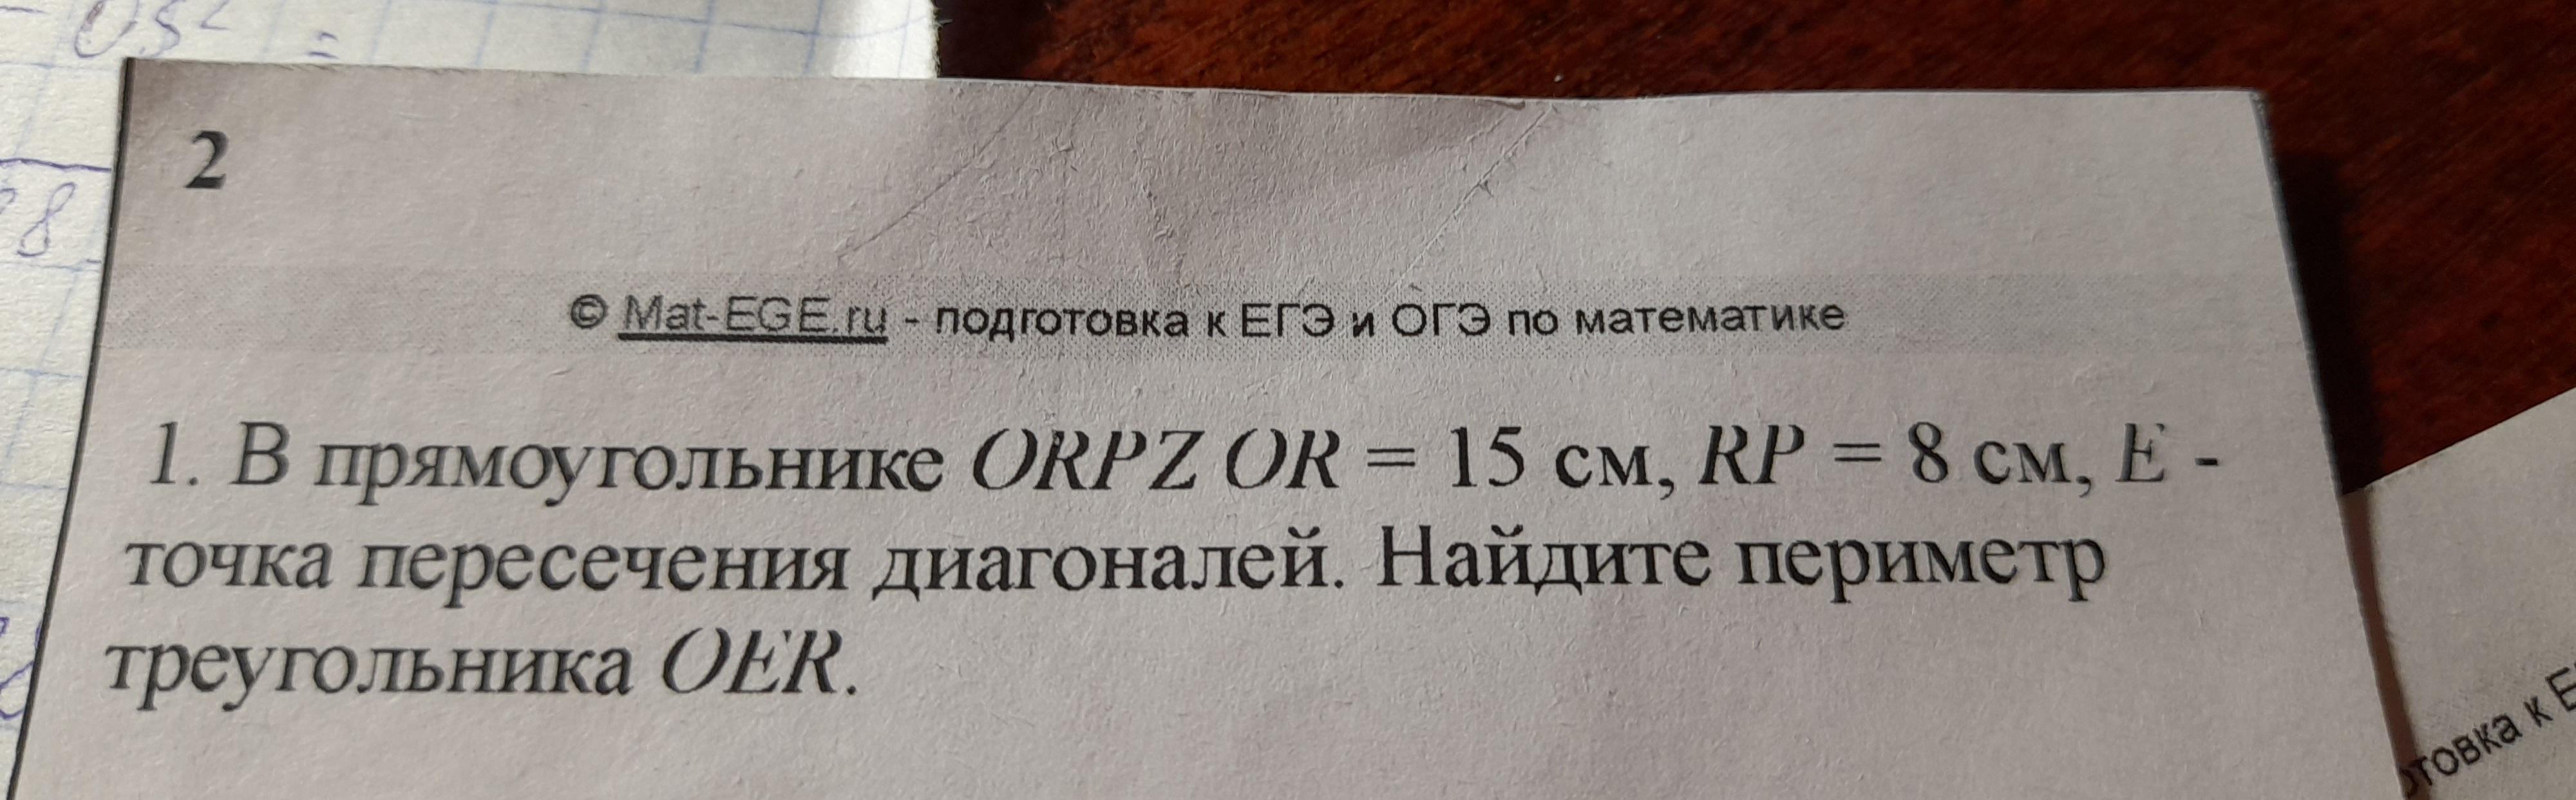 2
© Mat-EGE.ru - подготовка к ЕГЭ и ОГЭ по математике
1. В прямоугольнике ORPZ OR = 15 см, RP = 8 см, E -
точка пересечения диагоналей. Найдите периметр
треугольника OER.
8
к